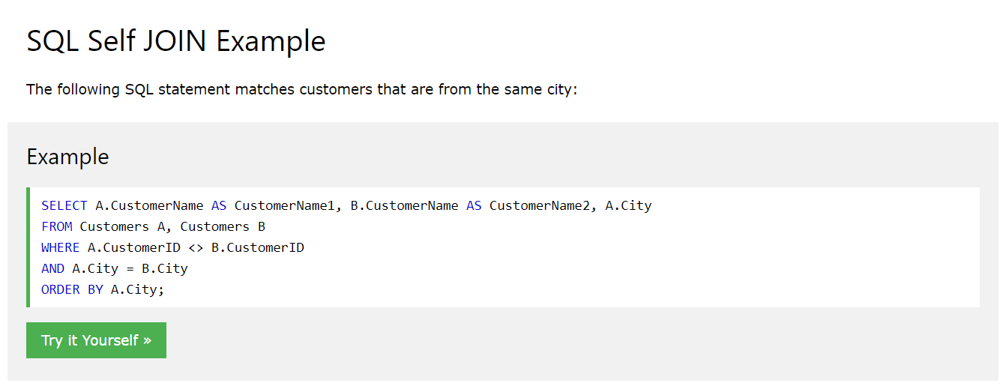 SQL Self JOIN Example
The following SQL statement matches customers that are from the same city:
Example
SELECT A.CustomerName AS CustomerName1, B.CustomerName AS CustomerName2, A.City
FROM Customers A, Customers B
WHERE A.CustomerID <> B.CustomerID
AND A.City = B.City
ORDER BY A.City;
Try it Yourself »